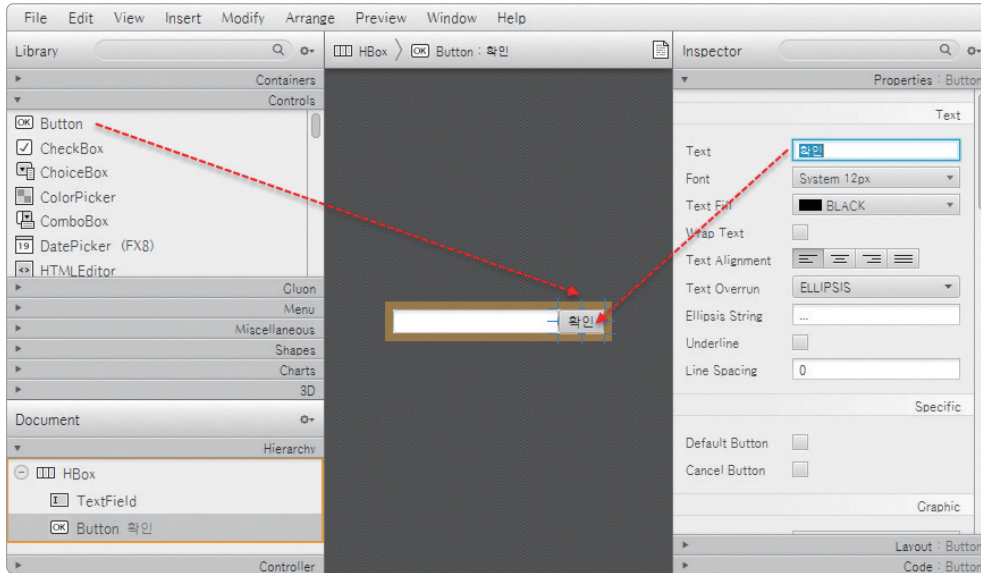 File Edit View Insert Modify Arrange Preview Window Help
Library
HBox
OK Button : 확인
Inspector
Containers
Controls
OK Button
CheckBox
ChoiceBox
ColorPicker
ComboBox
19 DatePicker (FX8)
HTMLEditor
Gluon
Menu
Miscellaneous
Shapes
Charts
3D
Document
Hierarchy
HBox
TextField
OK Button 확인
Controller
확인
Properties : Button
Text
Text 확인
Font System 12px
Text Fill BLACK
Wrap Text
Text Alignment
Text Overrun ELLIPSIS
Ellipsis String ...
Underline
Line Spacing 0
Specific
Default Button
Cancel Button
Graphic
Layout : Button
Code : Button